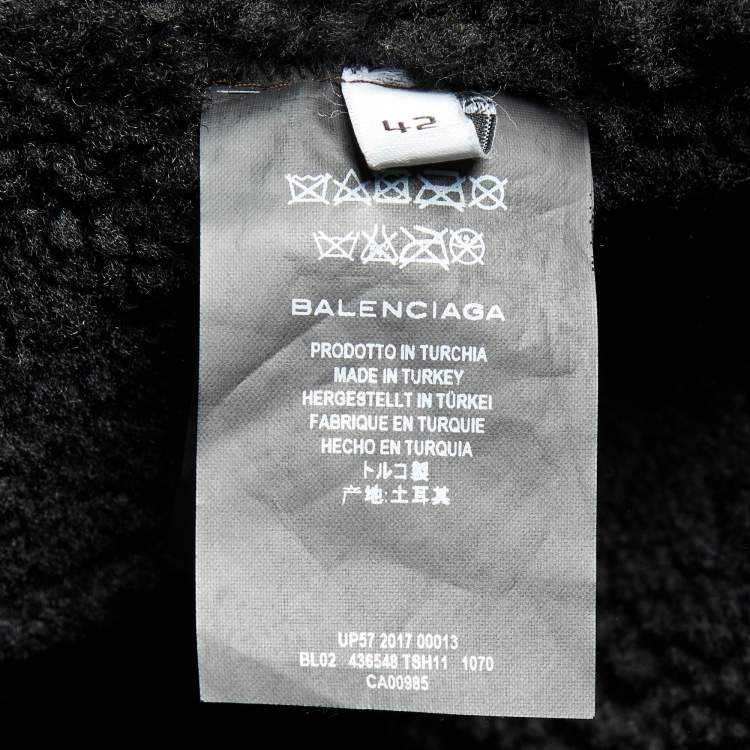 42
BALENCIAGA
PRODOTTO IN TURCHIA
MADE IN TURKEY
HERGESTELLT IN TÜRKEI
FABRIQUE EN TURQUIE
HECHO EN TURQUIA
トルコ製
产地:土耳其
UP57 2017 00013
BL02 436548 TSH11 1070
CA00985